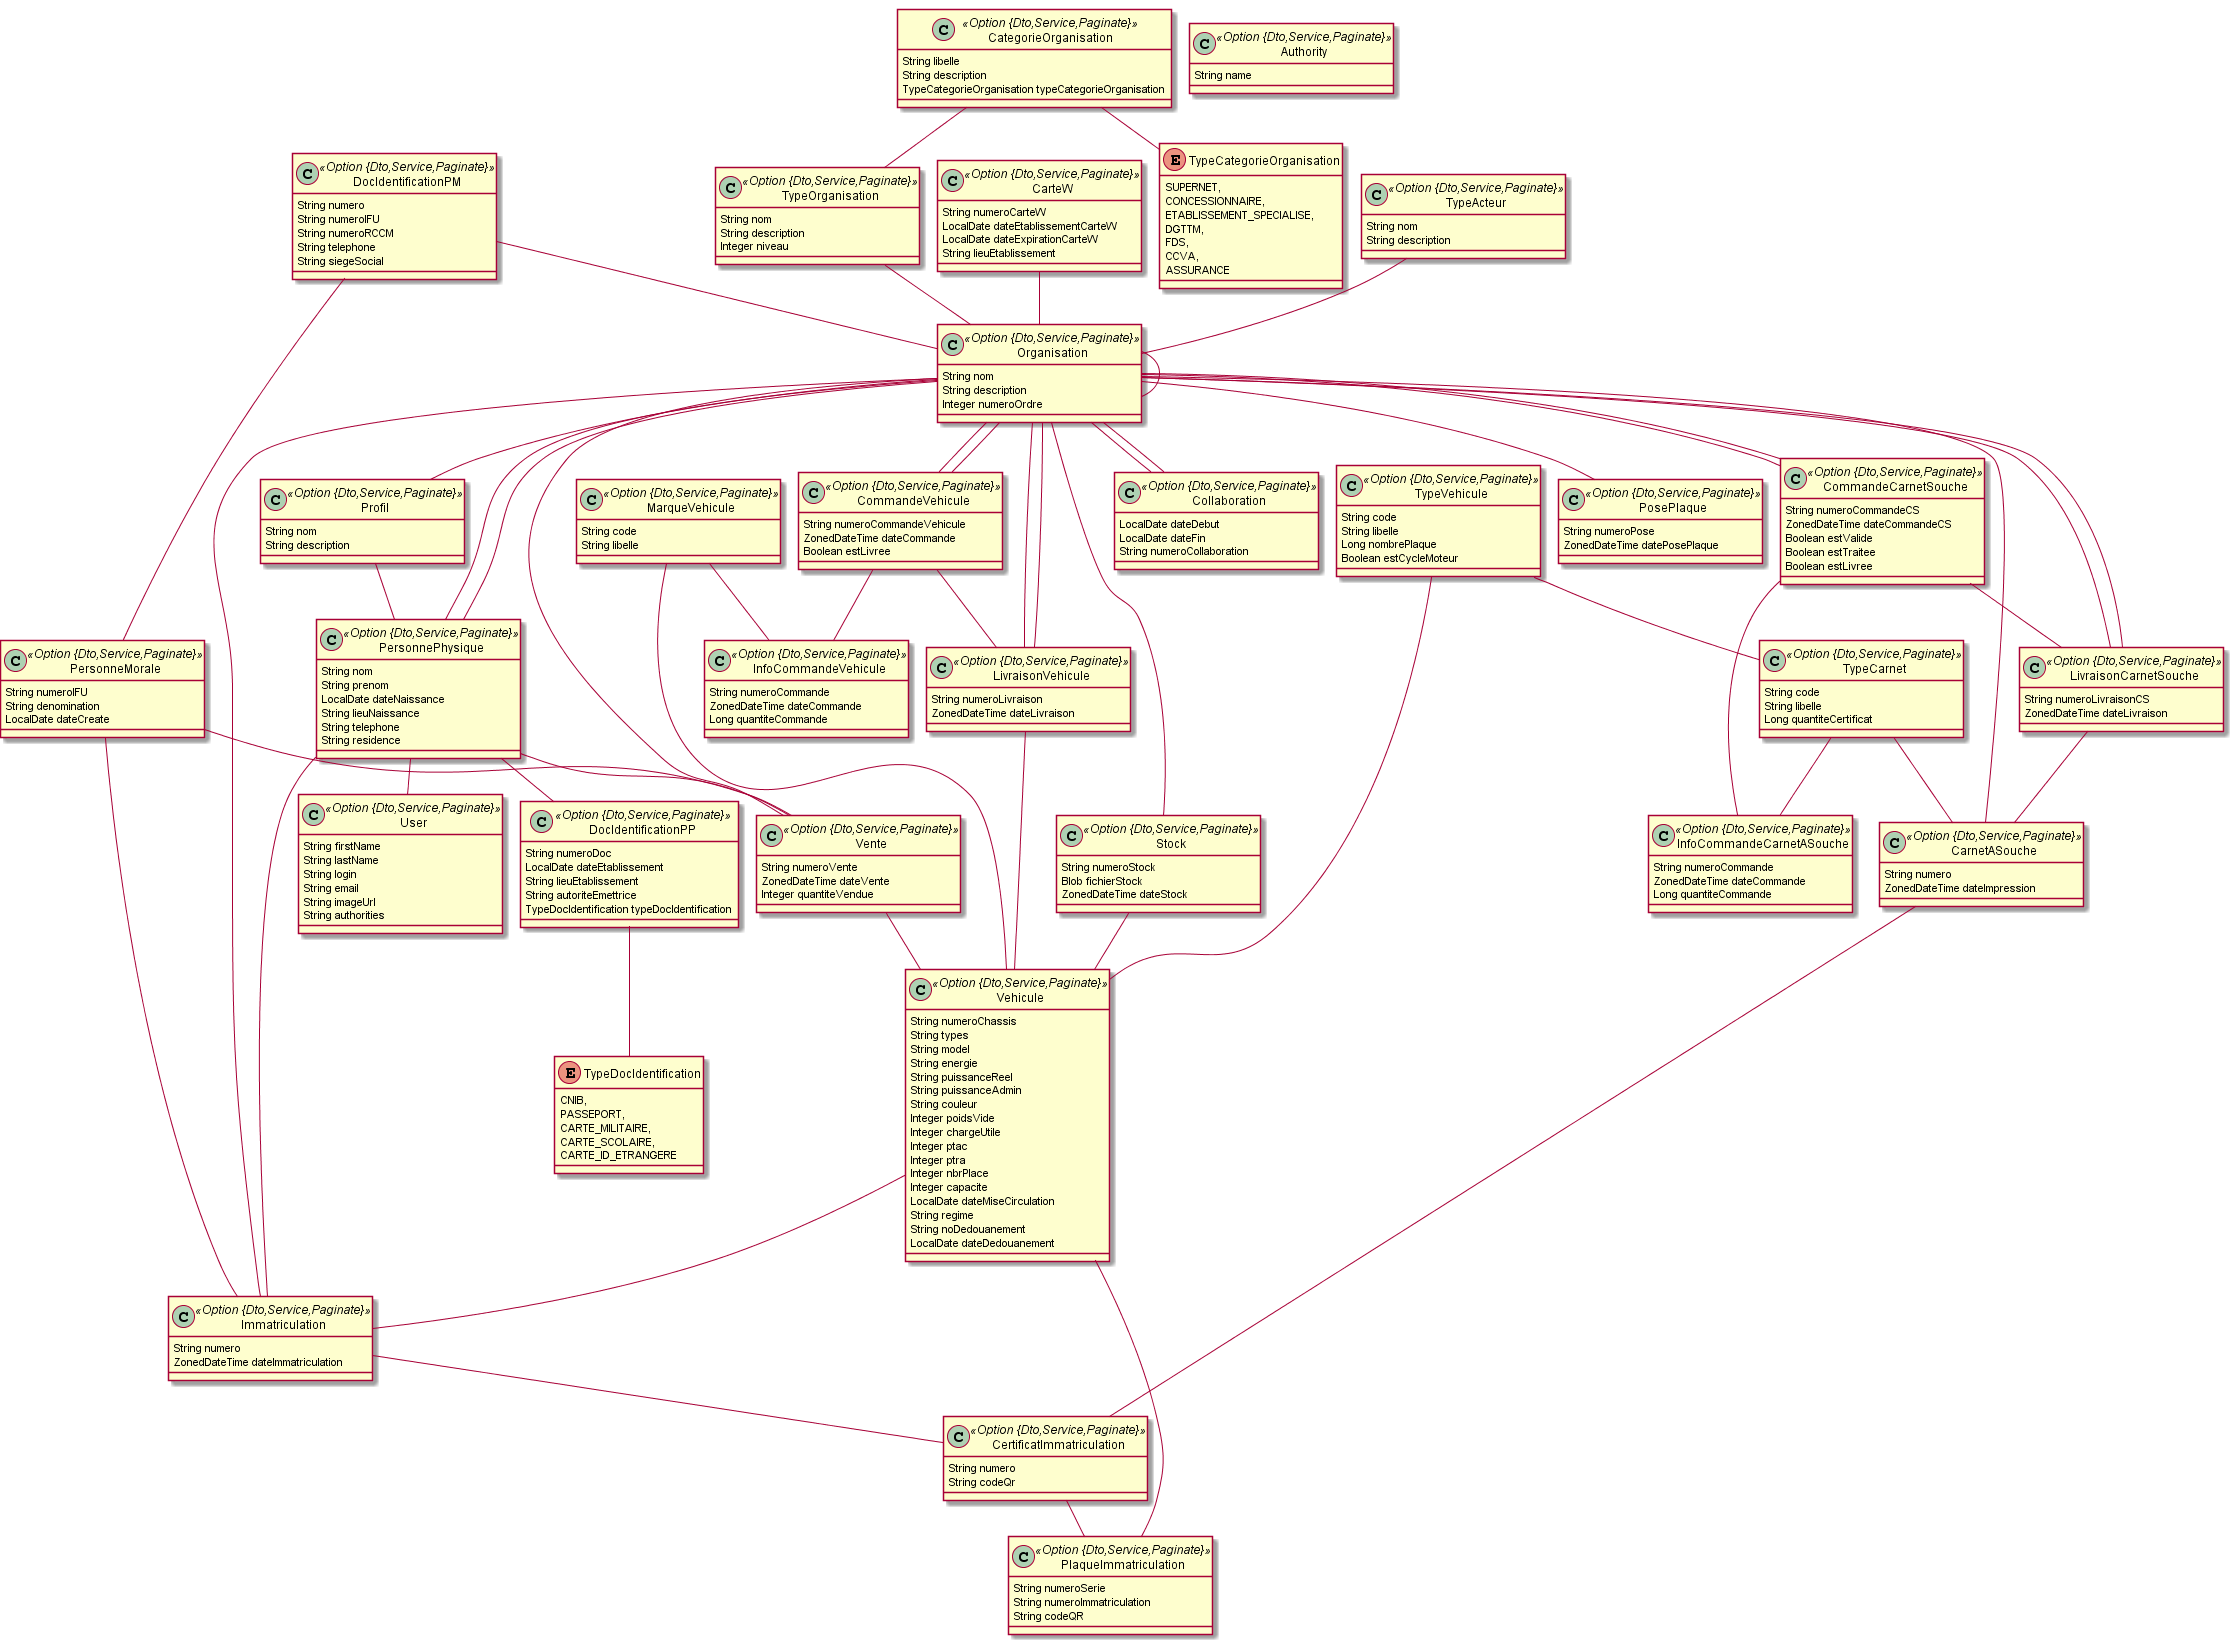 C
«Option {Dto,Service,Paginate}»
CategorieOrganisation
String libelle
String description
TypeCategorieOrganisation typeCategorieOrganisation
C
«Option {Dto,Service,Paginate}»
Authority
String name
C
«Option {Dto,Service,Paginate}»
DocIdentificationPM
String numero
String numeroIFU
String numeroRCCM
String telephone
String siegeSocial
C
«Option {Dto,Service,Paginate}»
TypeOrganisation
String nom
String description
Integer niveau
C
«Option {Dto,Service,Paginate}»
CarteW
String numeroCarteW
LocalDate dateEtablissementCarteW
LocalDate dateExpirationCarteW
String lieuEtablissement
E
TypeCategorieOrganisation
SUPERNET,
CONCESSIONNAIRE,
ETABLISSEMENT_SPECIALISE,
DGTTM,
FDS,
CCVA,
ASSURANCE
C
«Option {Dto,Service,Paginate}»
TypeActeur
String nom
String description
C
«Option {Dto,Service,Paginate}»
Organisation
String nom
String description
Integer numeroOrdre
C
«Option {Dto,Service,Paginate}»
Profil
String nom
String description
C
«Option {Dto,Service,Paginate}»
MarqueVehicule
String code
String libelle
C
«Option {Dto,Service,Paginate}»
CommandeVehicule
String numeroCommandeVehicule
ZonedDateTime dateCommande
Boolean estLivree
C
«Option {Dto,Service,Paginate}»
Collaboration
LocalDate dateDebut
LocalDate dateFin
String numeroCollaboration
C
«Option {Dto,Service,Paginate}»
TypeVehicule
String code
String libelle
Long nombrePlaque
Boolean estCycleMoteur
C
«Option {Dto,Service,Paginate}»
PosePlaque
String numeroPose
ZonedDateTime datePosePlaque
C
«Option {Dto,Service,Paginate}»
CommandeCarnetSouche
String numeroCommandeCS
ZonedDateTime dateCommandeCS
Boolean estValide
Boolean estTraitee
Boolean estLivree
C
«Option {Dto,Service,Paginate}»
PersonneMorale
String numeroIFU
String denomination
LocalDate dateCreate
C
«Option {Dto,Service,Paginate}»
PersonnePhysique
String nom
String prenom
LocalDate dateNaissance
String lieuNaissance
String telephone
String residence
C
«Option {Dto,Service,Paginate}»
InfoCommandeVehicule
String numeroCommande
ZonedDateTime dateCommande
Long quantiteCommande
C
«Option {Dto,Service,Paginate}»
LivraisonVehicule
String numeroLivraison
ZonedDateTime dateLivraison
C
«Option {Dto,Service,Paginate}»
TypeCarnet
String code
String libelle
Long quantiteCertificat
C
«Option {Dto,Service,Paginate}»
LivraisonCarnetSouche
String numeroLivraisonCS
ZonedDateTime dateLivraison
C
«Option {Dto,Service,Paginate}»
User
String firstName
String lastName
String login
String email
String imageUrl
String authorities
C
«Option {Dto,Service,Paginate}»
DocIdentificationPP
String numeroDoc
LocalDate dateEtablissement
String lieuEtablissement
String autoriteEmettrice
TypeDocIdentification typeDocIdentification
C
«Option {Dto,Service,Paginate}»
Vente
String numeroVente
ZonedDateTime dateVente
Integer quantiteVendue
C
«Option {Dto,Service,Paginate}»
Stock
String numeroStock
Blob fichierStock
ZonedDateTime dateStock
C
«Option {Dto,Service,Paginate}»
InfoCommandeCarnetASouche
String numeroCommande
ZonedDateTime dateCommande
Long quantiteCommande
C
«Option {Dto,Service,Paginate}»
CarnetASouche
String numero
ZonedDateTime dateImpression
E
TypeDocIdentification
CNIB,
PASSEPORT,
CARTE_MILITAIRE,
CARTE_SCOLAIRE,
CARTE_ID_ETRANGERE
C
«Option {Dto,Service,Paginate}»
Vehicule
String numeroChassis
String types
String model
String energie
String puissanceReel
String puissanceAdmin
String couleur
Integer poidsVide
Integer chargeUtile
Integer ptac
Integer ptra
Integer nbrPlace
Integer capacite
LocalDate dateMiseCirculation
String regime
String noDedouanement
LocalDate dateDedouanement
C
«Option {Dto,Service,Paginate}»
Immatriculation
String numero
ZonedDateTime dateImmatriculation
C
«Option {Dto,Service,Paginate}»
CertificatImmatriculation
String numero
String codeQr
C
«Option {Dto,Service,Paginate}»
PlaqueImmatriculation
String numeroSerie
String numeroImmatriculation
String codeQR